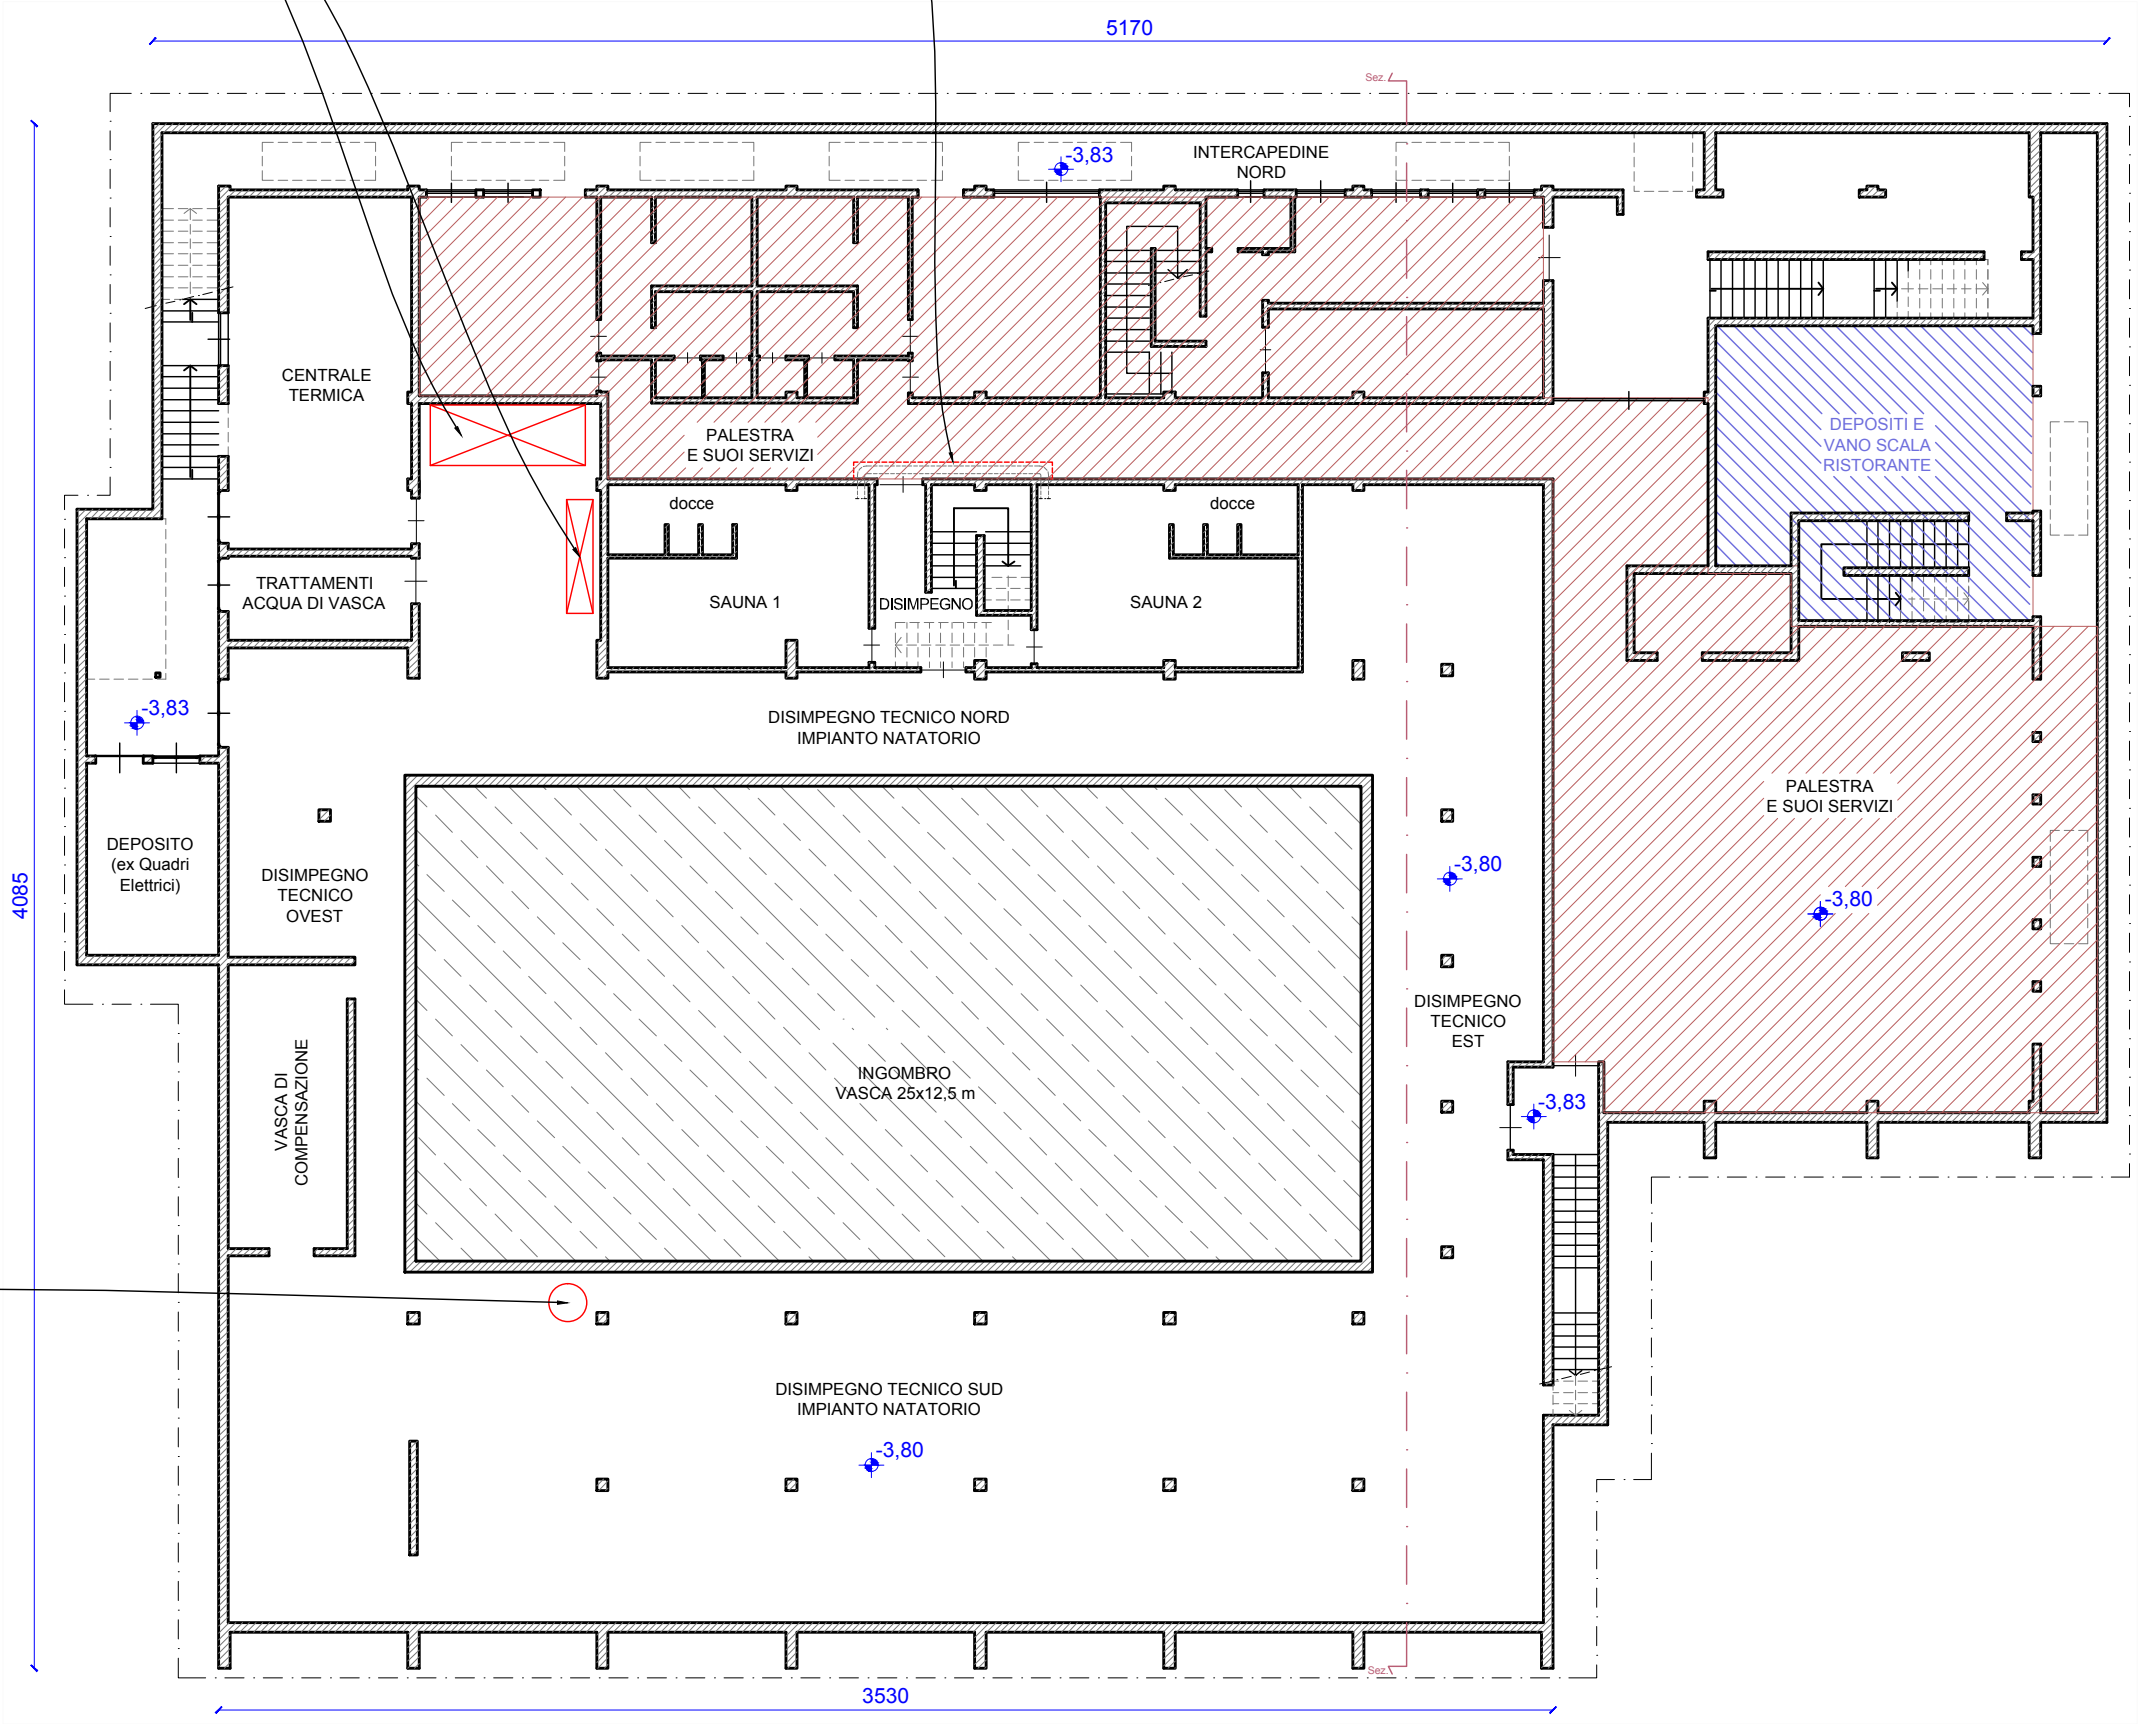 5170
Sez.
-3,83
INTERCAPEDINE
NORD
CENTRALE
TERMICA
PALESTRA
E SUOI SERVIZI
DEPOSITI E
VANO SCALA
RISTORANTE
docce
docce
TRATTAMENTI
ACQUA DI VASCA
SAUNA 1
DISIMPEGNO
SAUNA 2
-3,83
DISIMPEGNO TECNICO NORD
IMPIANTO NATATORIO
PALESTRA
E SUOI SERVIZI
DEPOSITO
(ex Quadri
Elettrici)
DISIMPEGNO
TECNICO
OVEST
-3,80
-3,80
4085
DISIMPEGNO
TECNICO
EST
VASCA DI
COMPENSAZIONE
INGOMBRO
VASCA 25x12,5 m
-3,83
DISIMPEGNO TECNICO SUD
IMPIANTO NATATORIO
-3,80
Sez.
3530